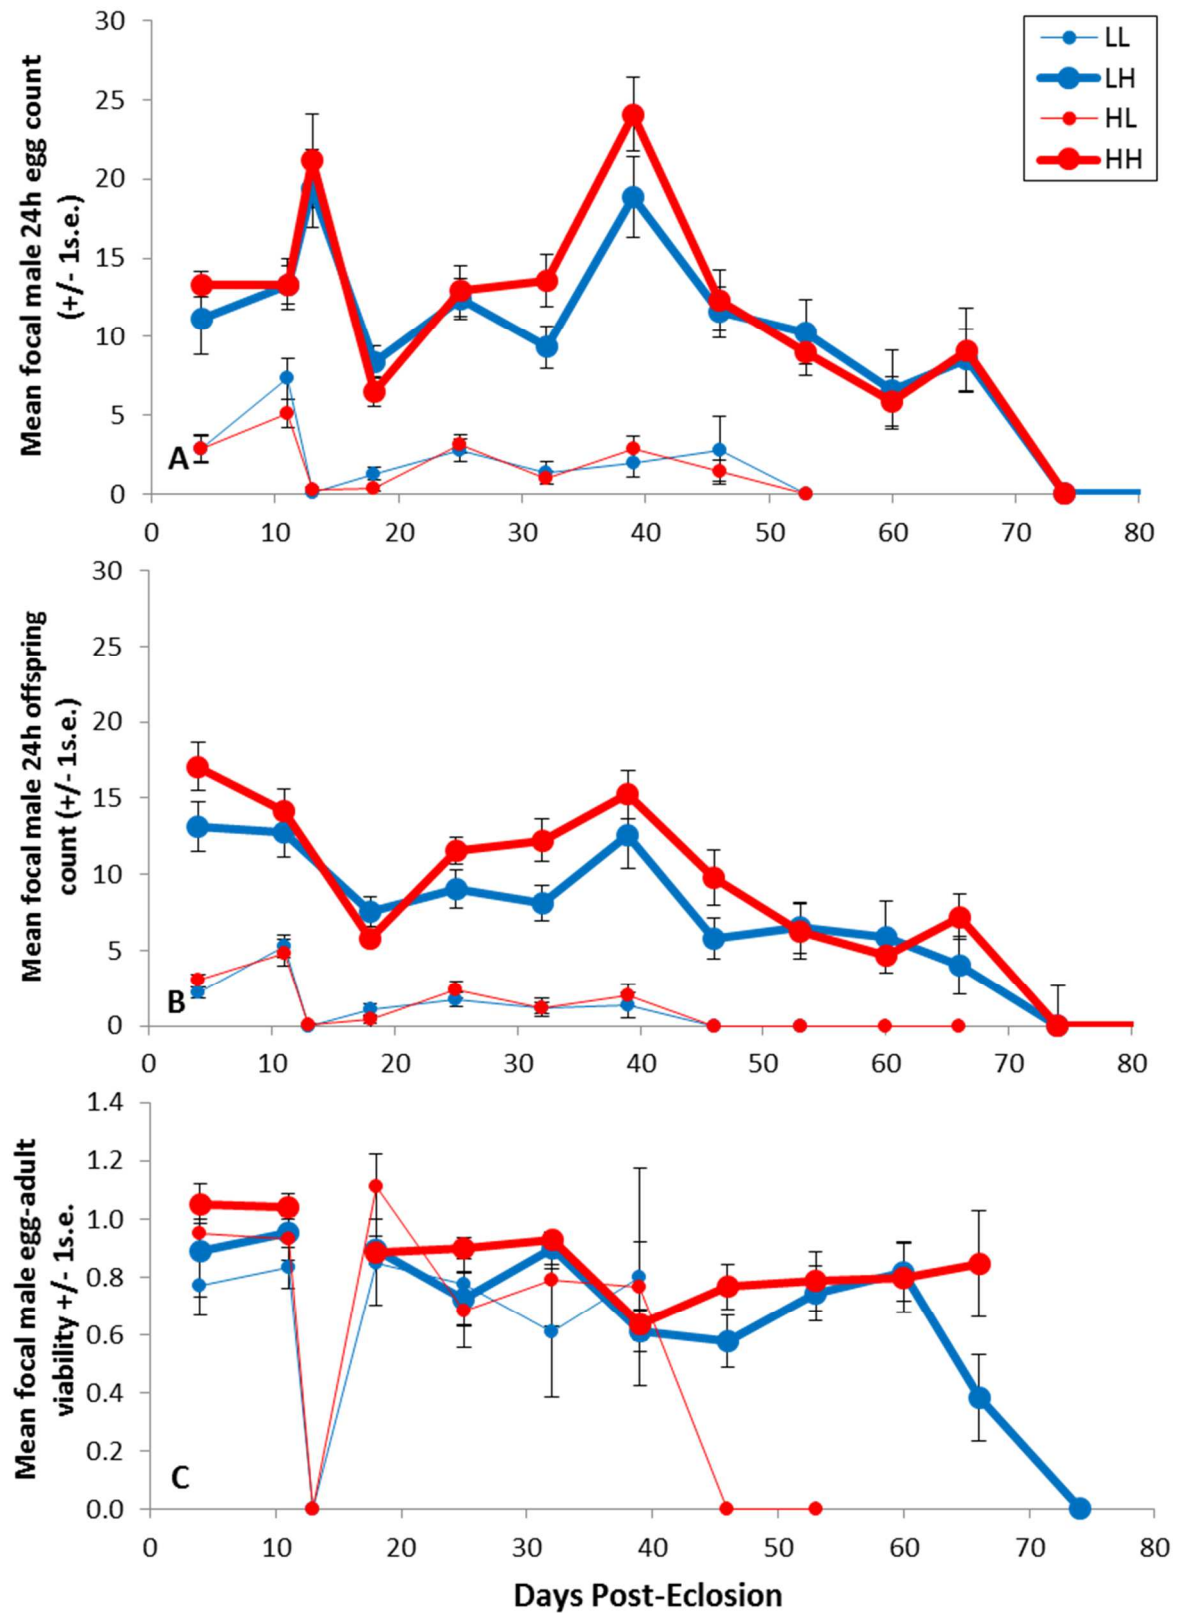 Mean focal male 24h egg count
(+/- 1s.e.)
30
25
20
15
10
5
0
LL
LH
HL
HH
A
0 10 20 30 40 50 60 70 80
Mean focal male 24h offspring
count (+/- 1s.e.)
30
25
20
15
10
5
0
B
0 10 20 30 40 50 60 70 80
Mean focal male egg-adult
viability +/- 1s.e.
1.4
1.2
1.0
0.8
0.6
0.4
0.2
0.0
C
0 10 20 30 40 50 60 70 80
Days Post-Eclosion